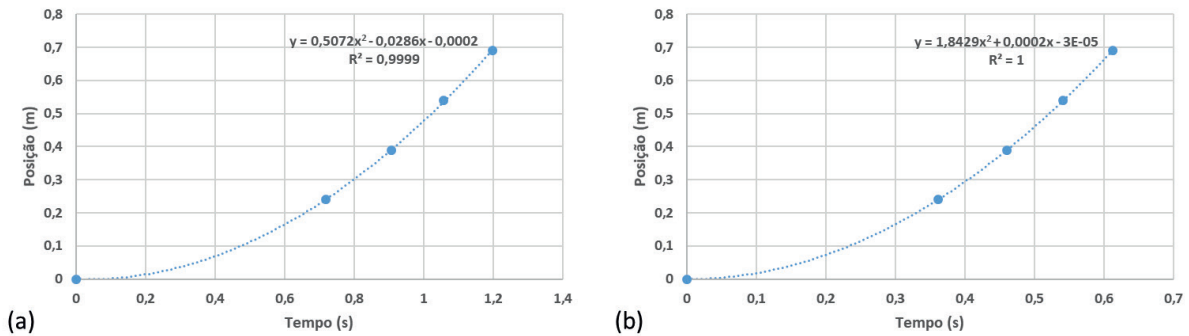 0,8
0,7
0,6
0,5
0,4
0,3
0,2
0,1
0
Posição (m)
y = 0,5072x² - 0,0286x - 0,0002
R² = 0,9999
0 0,2 0,4 0,6 0,8 1 1,2 1,4
Tempo (s)
(a)
0,8
0,7
0,6
0,5
0,4
0,3
0,2
0,1
0
Posição (m)
y = 1,8429x² + 0,0002x - 3E-05
R² = 1
0 0,1 0,2 0,3 0,4 0,5 0,6 0,7
Tempo (s)
(b)